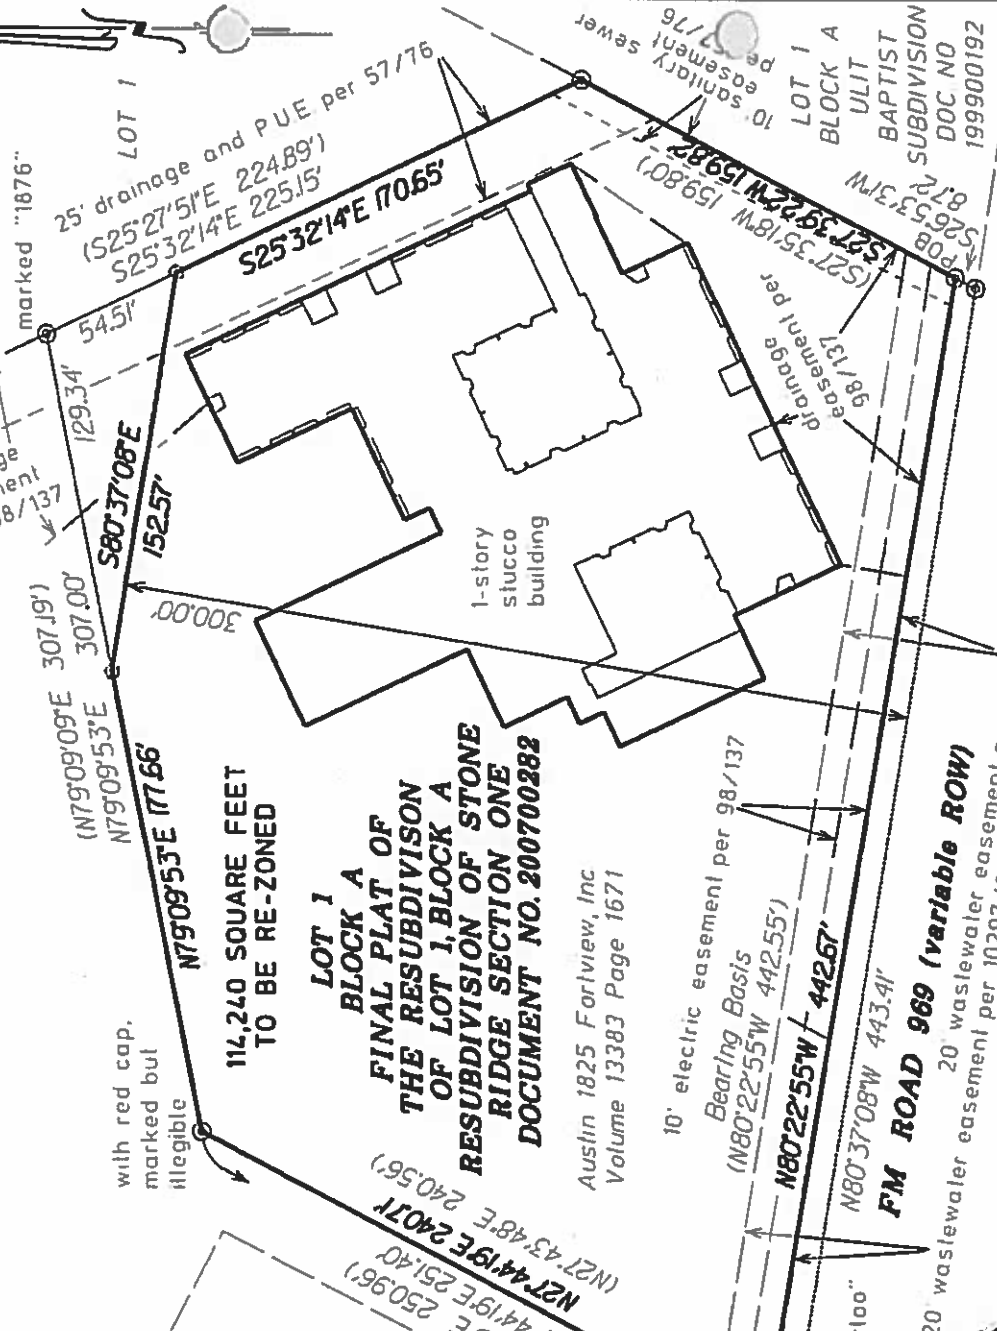 marked "1876"
LOT 1
25' drainage and P.U.E. per 57/76
(S25°27'51"E 224.89')
S25°32'14"E 225.15'
S25°32'14"E 170.65'
54.51'
129.34'
S80°37'08"E
152.57'
(N79°09'09"E 307.19')
N79°09'53"E 307.00'
N79°09'53"E 177.66'
300.00'
10' sanitary sewer
easement
LOT 1
BLOCK A
ULIT
BAPTIST
SUBDIVISION
DOC NO
199900192
S27°39'22"W 159.82'
(S27°35'18"W 159.80')
S26°53'31"W
8.72'
POB
drainage
easement per
98/137
1-story
stucco
building
114,240 SQUARE FEET
TO BE RE-ZONED
LOT 1
BLOCK A
FINAL PLAT OF
THE RESUBDIVISON
OF LOT 1, BLOCK A
RESUBDIVISION OF STONE
RIDGE SECTION ONE
DOCUMENT NO. 200700282
Austin 1825 Fortview, Inc
Volume 13383 Page 1671
10' electric easement per 98/137
Bearing Basis
(N80°22'55"W 442.55')
N80°22'55"W 442.67'
N80°37'08"W 443.41'
FM ROAD 969 (variable ROW)
20' wastewater easement
20' wastewater easement per
with red cap,
marked but
illegible
(N27°43'48"E 240.56')
N27°44'19"E 240.71'
44'19"E 251.40'
250.96')